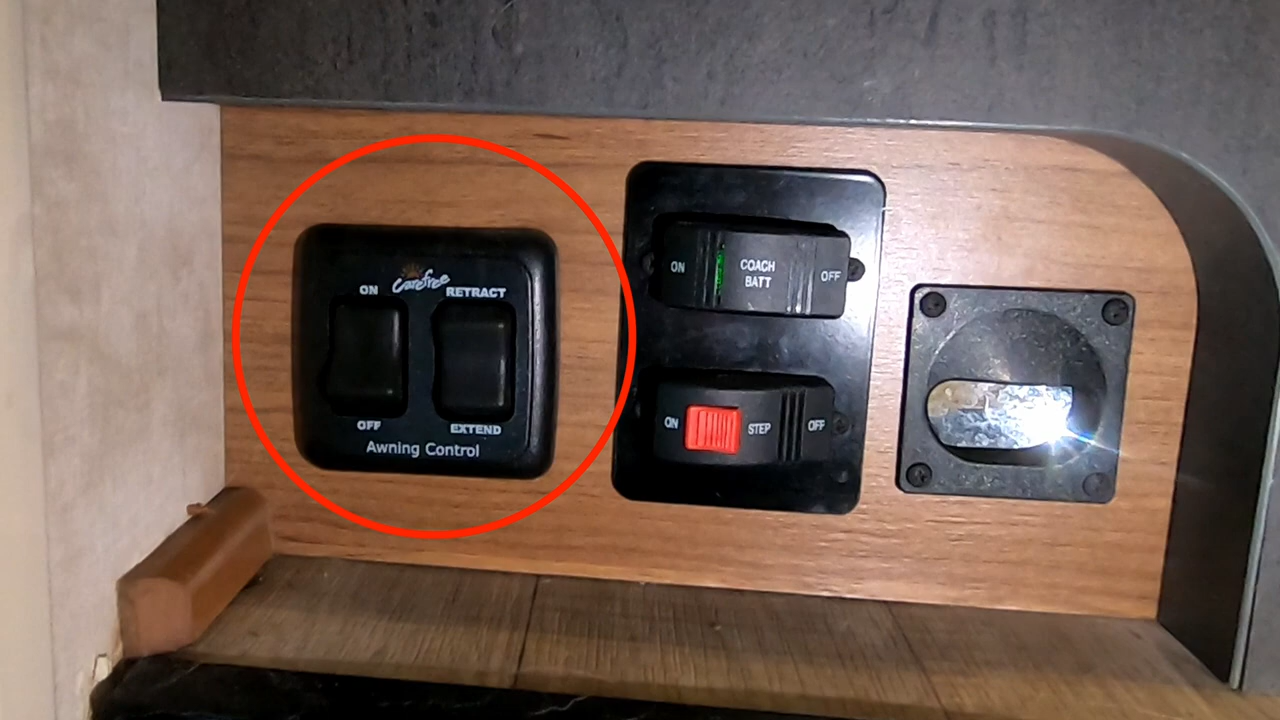 Carefree
ON RETRACT
OFF EXTEND
Awning Control
ON COACH BATT OFF
ON STEP OFF